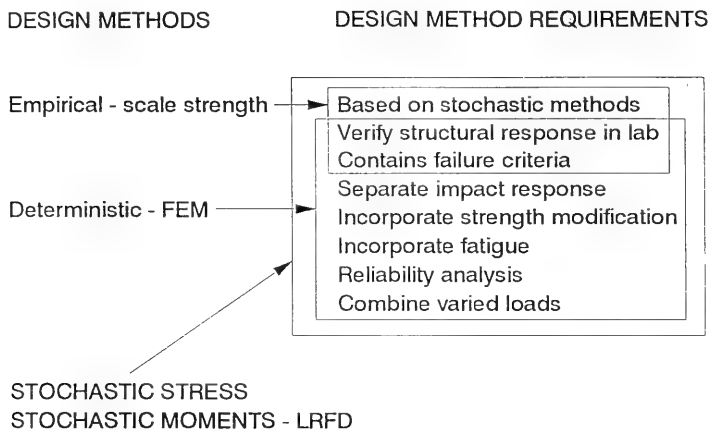 DESIGN METHODS
DESIGN METHOD REQUIREMENTS
Empirical - scale strength
Based on stochastic methods
Verify structural response in lab
Contains failure criteria
Separate impact response
Deterministic - FEM
Incorporate strength modification
Incorporate fatigue
Reliability analysis
Combine varied loads
STOCHASTIC STRESS
STOCHASTIC MOMENTS - LRFD